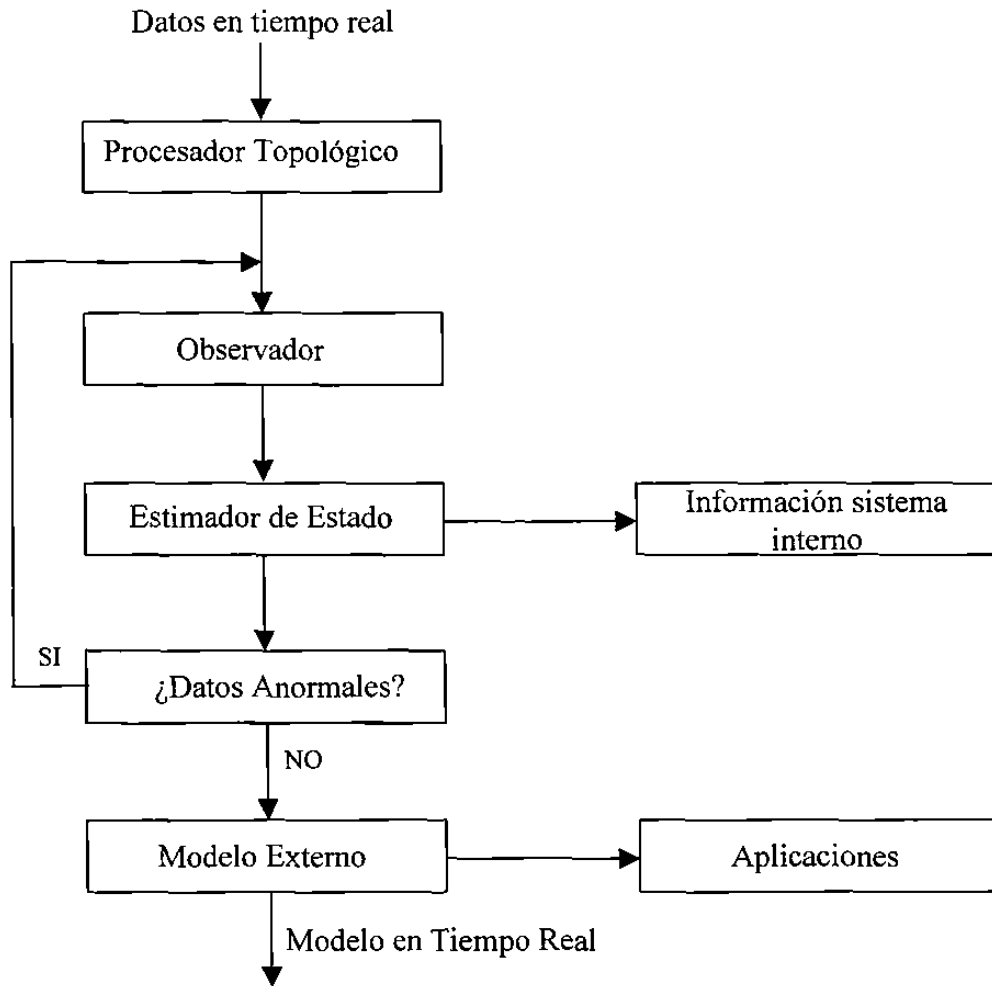 Datos en tiempo real
Procesador Topológico
Observador
Estimador de Estado
Información sistema
interno
SI
¿Datos Anormales?
NO
Modelo Externo
Aplicaciones
Modelo en Tiempo Real